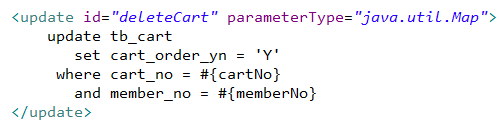 <update id="deleteCart" parameterType="java.util.Map">
update tb_cart
set cart_order_yn = 'Y'
where cart_no = #{cartNo}
and member_no = #{memberNo}
</update>